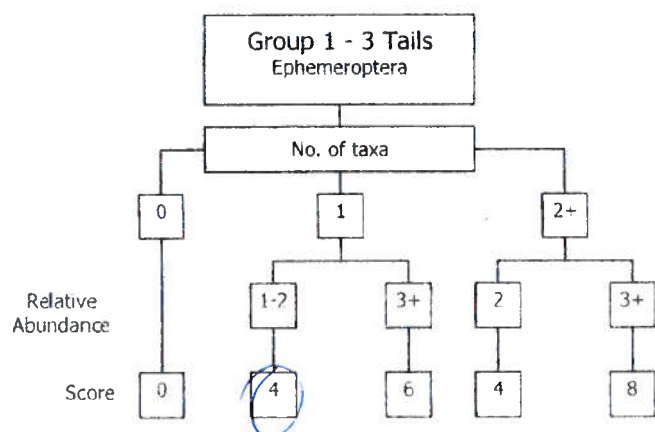 Group 1 - 3 Tails
Ephemeroptera
No. of taxa
0 1 2+
Relative Abundance
1-2 3+ 2 3+
Score
0 4 6 4 8